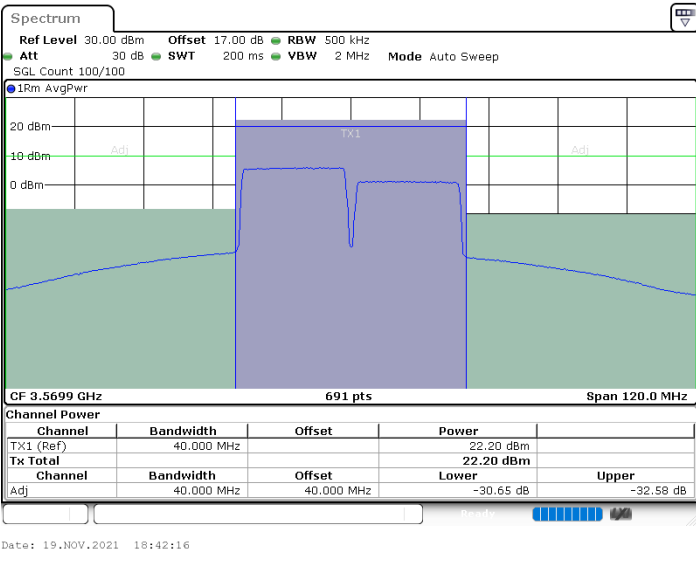 Spectrum
Ref Level 30.00 dBm Offset 17.00 dB RBW 500 kHz
Att 30 dB SWT 200 ms VBW 2 MHz Mode Auto Sweep
SGL Count 100/100
1Rm AvgPwr
20 dBm
TX1
Adj Adj
10 dBm
0 dBm
CF 3.5699 GHz 691 pts Span 120.0 MHz
Channel Power
Channel Bandwidth Offset Power
TX1 (Ref) 40.000 MHz 22.20 dBm
Tx Total 22.20 dBm
Channel Bandwidth Offset Lower Upper
Adj 40.000 MHz 40.000 MHz -30.65 dB -32.58 dB
Ready
Date: 19.NOV.2021 18:42:16